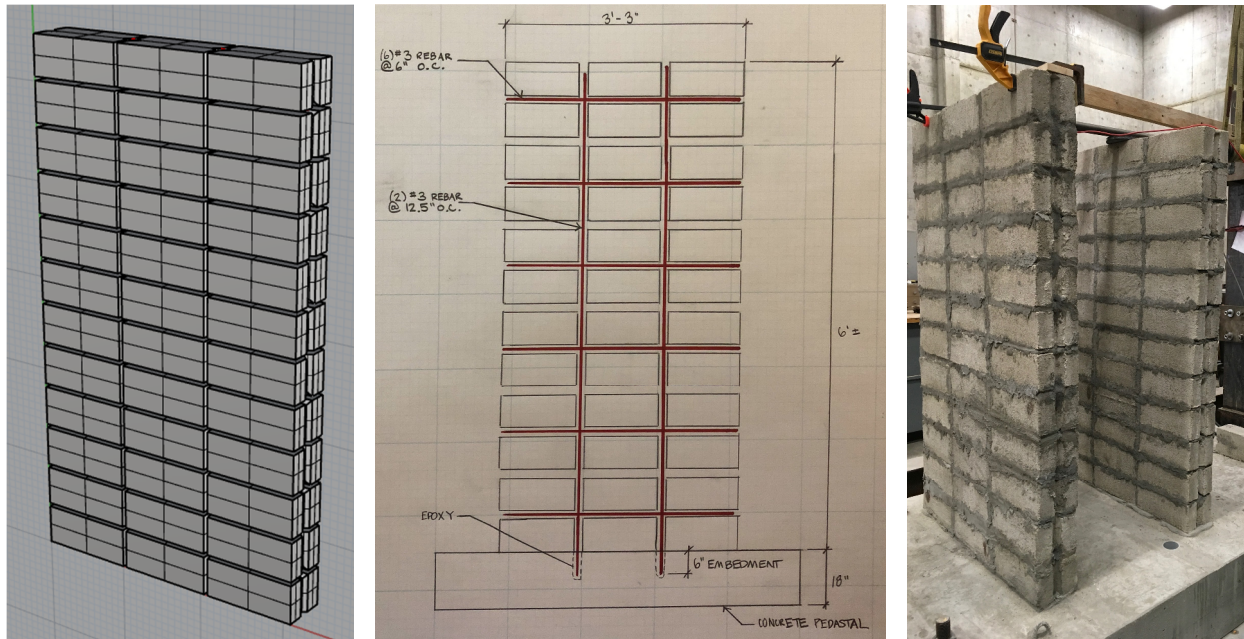 3'-3"
(6)#3 REBAR
@ 6" O.C.
(2)#3 REBAR
@ 12.5" O.C.
6' ±
EPOXY
6" EMBEDMENT
18"
CONCRETE PEDASTAL